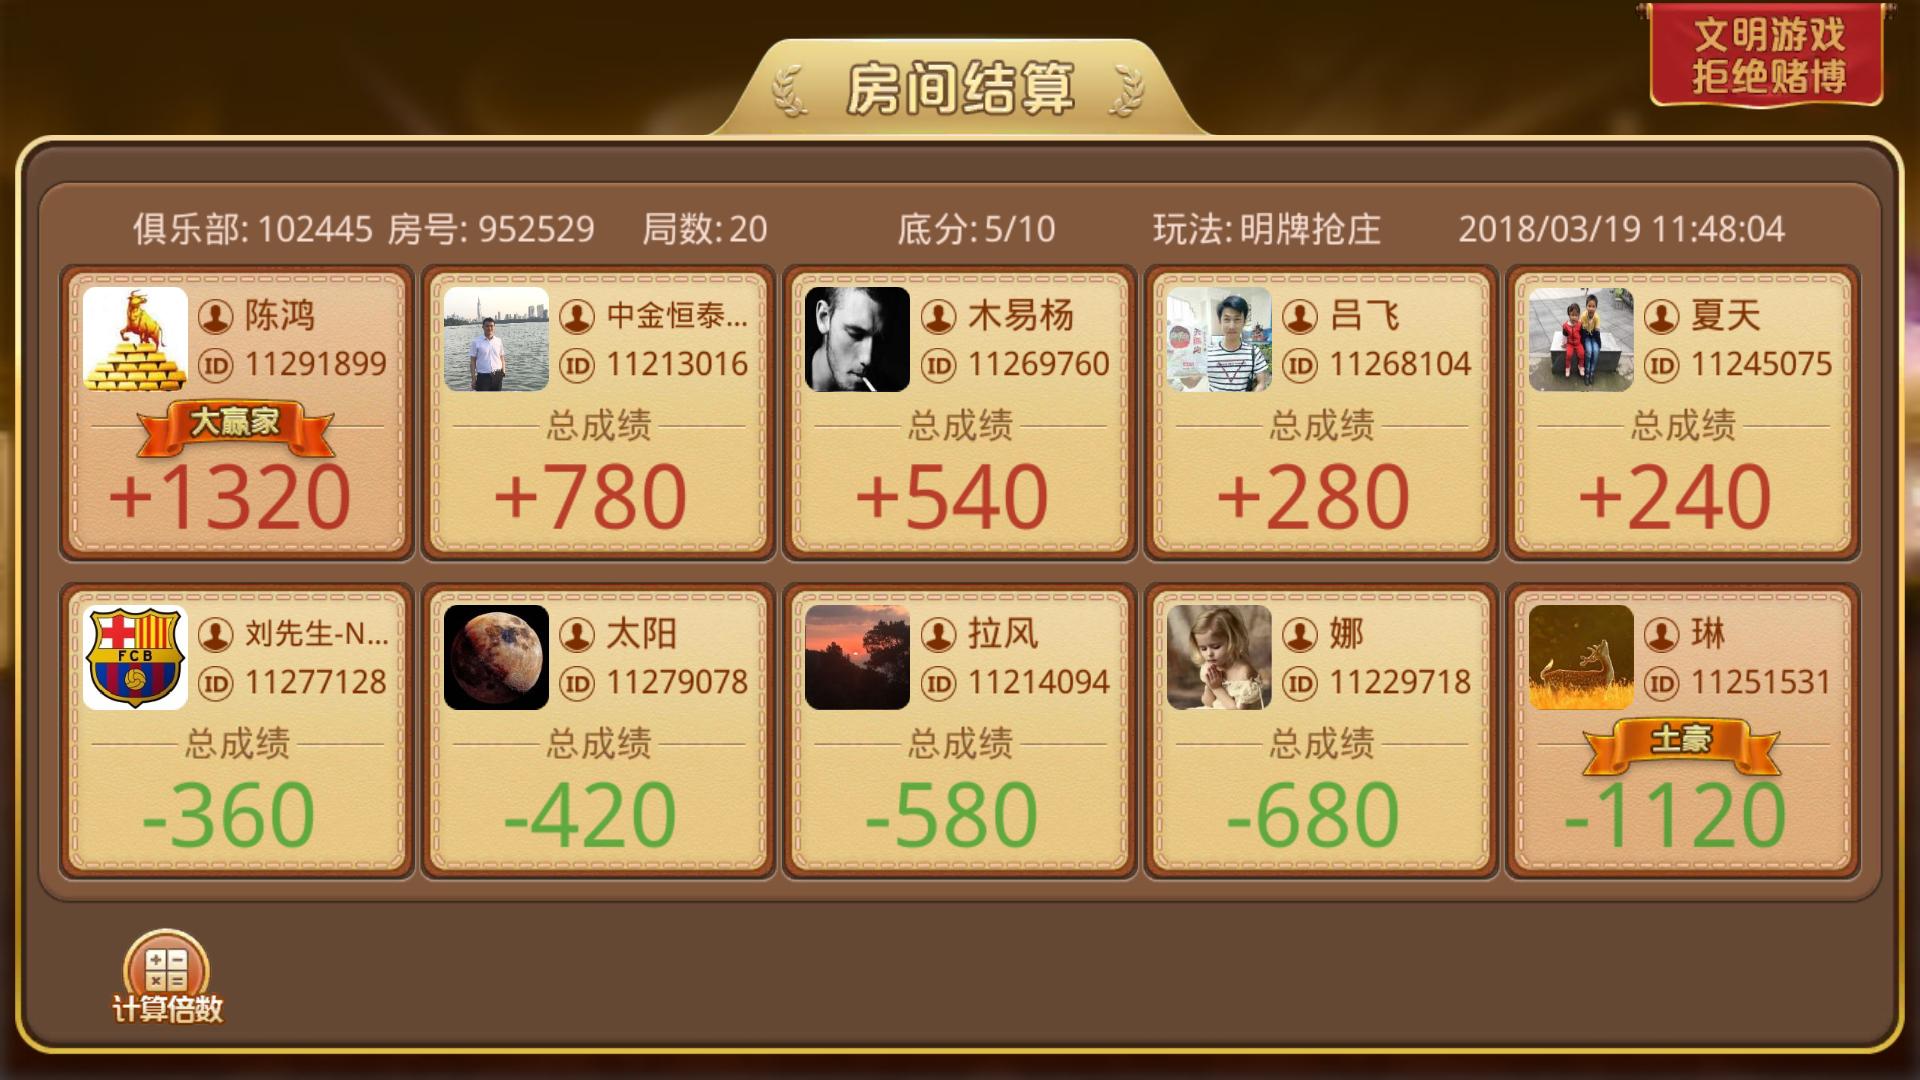 文明游戏
拒绝赌博
房间结算
俱乐部: 102445 房号: 952529 局数: 20 底分: 5/10 玩法: 明牌抢庄 2018/03/19 11:48:04
陈鸿
ID 11291899
大赢家
+1320
中金恒泰...
ID 11213016
总成绩
+780
木易杨
ID 11269760
总成绩
+540
吕飞
ID 11268104
总成绩
+280
夏天
ID 11245075
总成绩
+240
刘先生-N...
FCB
ID 11277128
总成绩
-360
太阳
ID 11279078
总成绩
-420
拉风
ID 11214094
总成绩
-580
娜
ID 11229718
总成绩
-680
琳
ID 11251531
土豪
-1120
计算倍数